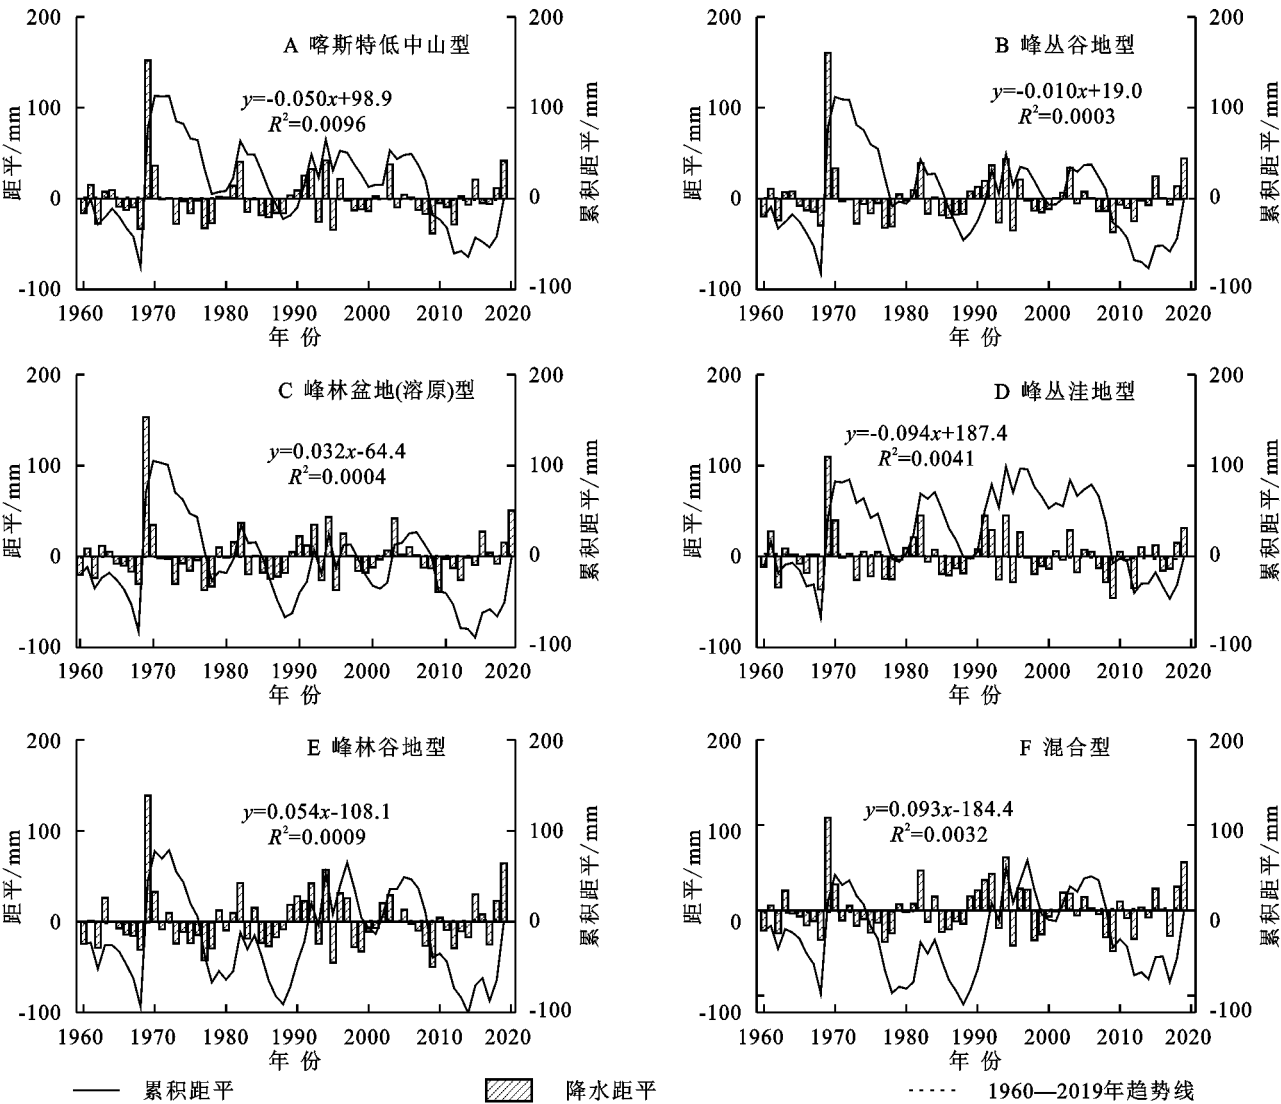 A 喀斯特低中山型
y=-0.050x+98.9
R²=0.0096
距平/mm
累积距平/mm
200
100
0
-100
200
100
0
-100
1960 1970 1980 1990 2000 2010 2020
年 份
B 峰丛谷地型
y=-0.010x+19.0
R²=0.0003
距平/mm
累积距平/mm
200
100
0
-100
200
100
0
-100
1960 1970 1980 1990 2000 2010 2020
年 份
C 峰林盆地(溶原)型
y=0.032x-64.4
R²=0.0004
距平/mm
累积距平/mm
200
100
0
-100
200
100
0
-100
1960 1970 1980 1990 2000 2010 2020
年 份
D 峰丛洼地型
y=-0.094x+187.4
R²=0.0041
距平/mm
累积距平/mm
200
100
0
-100
200
100
0
-100
1960 1970 1980 1990 2000 2010 2020
年 份
E 峰林谷地型
y=0.054x-108.1
R²=0.0009
距平/mm
累积距平/mm
200
100
0
-100
200
100
0
-100
1960 1970 1980 1990 2000 2010 2020
年 份
F 混合型
y=0.093x-184.4
R²=0.0032
距平/mm
累积距平/mm
200
100
0
-100
200
100
0
-100
1960 1970 1980 1990 2000 2010 2020
年 份
累积距平
降水距平
1960—2019年趋势线